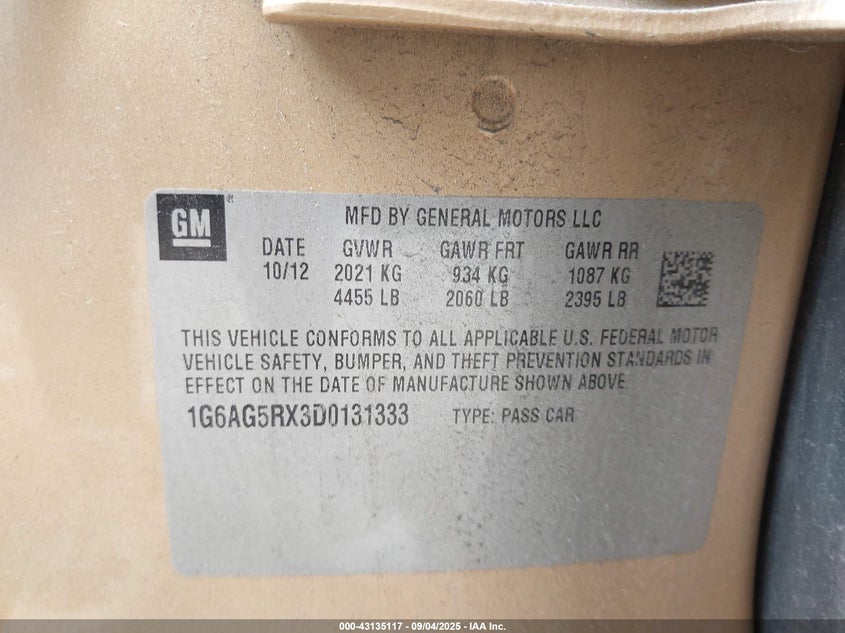 GM
®
MFD BY GENERAL MOTORS LLC
DATE GVWR GAWR FRT GAWR RR
10/12 2021 KG 934 KG 1087 KG
4455 LB 2060 LB 2395 LB
THIS VEHICLE CONFORMS TO ALL APPLICABLE U.S. FEDERAL MOTOR
VEHICLE SAFETY, BUMPER, AND THEFT PREVENTION STANDARDS IN
EFFECT ON THE DATE OF MANUFACTURE SHOWN ABOVE.
1G6AG5RX3D0131333 TYPE: PASS CAR
000-43135117 - 09/04/2025 - IAA Inc.